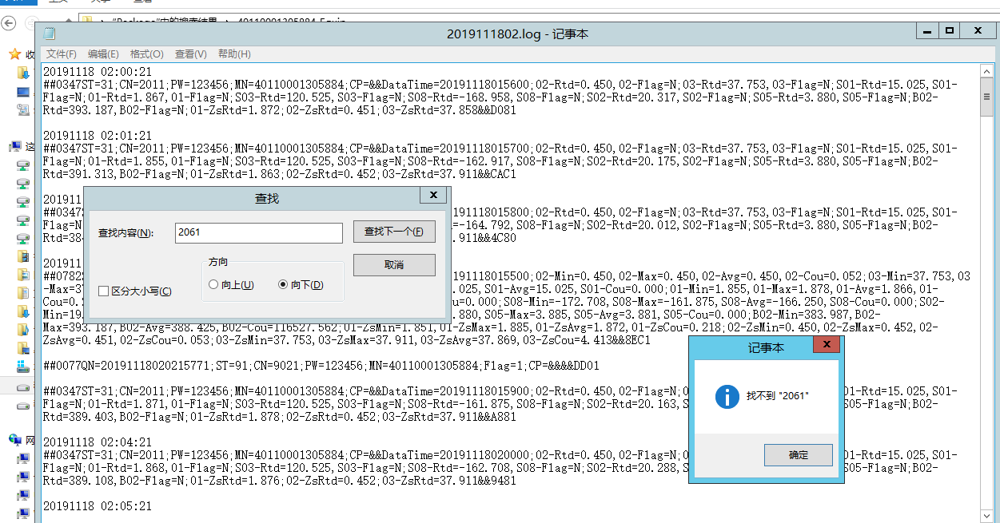 "Package"中的搜索结果 40110001305884_Equip
2019111802.log - 记事本
收
文件(F) 编辑(E) 格式(O) 查看(V) 帮助(H)
20191118 02:00:21
##0347ST=31;CN=2011;PW=123456;MN=40110001305884;CP=&&DataTime=20191118015600;02-Rtd=0.450,02-Flag=N;03-Rtd=37.753,03-Flag=N;S01-Rtd=15.025,S01-
Flag=N;01-Rtd=1.867,01-Flag=N;S03-Rtd=120.525,S03-Flag=N;S08-Rtd=-168.958,S08-Flag=N;S02-Rtd=20.317,S02-Flag=N;S05-Rtd=3.880,S05-Flag=N;B02-
Rtd=393.187,B02-Flag=N;01-ZsRtd=1.872;02-ZsRtd=0.451;03-ZsRtd=37.858&&D081
20191118 02:01:21
这
##0347ST=31;CN=2011;PW=123456;MN=40110001305884;CP=&&DataTime=20191118015700;02-Rtd=0.450,02-Flag=N;03-Rtd=37.753,03-Flag=N;S01-Rtd=15.025,S01-
Flag=N;01-Rtd=1.855,01-Flag=N;S03-Rtd=120.525,S03-Flag=N;S08-Rtd=-162.917,S08-Flag=N;S02-Rtd=20.175,S02-Flag=N;S05-Rtd=3.880,S05-Flag=N;B02-
Rtd=391.313,B02-Flag=N;01-ZsRtd=1.863;02-ZsRtd=0.452;03-ZsRtd=37.911&&CAC1
201911
##0347 191118015800;02-Rtd=0.450,02-Flag=N;03-Rtd=37.753,03-Flag=N;S01-Rtd=15.025,S01-
Flag=N =-164.792,S08-Flag=N;S02-Rtd=20.012,S02-Flag=N;S05-Rtd=3.880,S05-Flag=N;B02-
Rtd=38 .911&&4C80
查找
查找内容(N): 2061 查找下一个(F)
方向
取消
区分大小写(C) 向上(U) 向下(D)
201911
##0782 191118015500;02-Min=0.450,02-Max=0.450,02-Avg=0.450,02-Cou=0.052;03-Min=37.753,03
-Max=37 .025,S01-Avg=15.025,S01-Cou=0.000;01-Min=1.855,01-Max=1.878,01-Avg=1.866,01-
Cou=0. u=0.000;S08-Min=-172.708,S08-Max=-161.875,S08-Avg=-166.250,S08-Cou=0.000;S02-
Min=19. .880,S05-Max=3.885,S05-Avg=3.881,S05-Cou=0.000;B02-Min=383.987,B02-
Max=393.187,B02-Avg=388.425,B02-Cou=116527.562;01-ZsMin=1.851,01-ZsMax=1.885,01-ZsAvg=1.872,01-ZsCou=0.218;02-ZsMin=0.450,02-ZsMax=0.452,02-
ZsAvg=0.451,02-ZsCou=0.053;03-ZsMin=37.753,03-ZsMax=37.911,03-ZsAvg=37.869,03-ZsCou=4.413&&8EC1
##0077QN=20191118020215771;ST=91;CN=9021;PW=123456;MN=40110001305884;Flag=1;CP=&&&&DD01
##0347ST=31;CN=2011;PW=123456;MN=40110001305884;CP=&&DataTime=20191118015900;02-Rtd=0.450,02-Flag=N;0 01-Rtd=15.025,S01-
Flag=N;01-Rtd=1.871,01-Flag=N;S03-Rtd=120.525,S03-Flag=N;S08-Rtd=-161.875,S08-Flag=N;S02-Rtd=20.163,S S05-Flag=N;B02-
Rtd=389.403,B02-Flag=N;01-ZsRtd=1.878;02-ZsRtd=0.452;03-ZsRtd=37.911&&A881
记事本
找不到 "2061"
确定
网
20191118 02:04:21
##0347ST=31;CN=2011;PW=123456;MN=40110001305884;CP=&&DataTime=20191118020000;02-Rtd=0.450,02-Flag=N;0 01-Rtd=15.025,S01-
Flag=N;01-Rtd=1.868,01-Flag=N;S03-Rtd=120.525,S03-Flag=N;S08-Rtd=-162.708,S08-Flag=N;S02-Rtd=20.288,S S05-Flag=N;B02-
Rtd=389.108,B02-Flag=N;01-ZsRtd=1.876;02-ZsRtd=0.452;03-ZsRtd=37.911&&9481
20191118 02:05:21